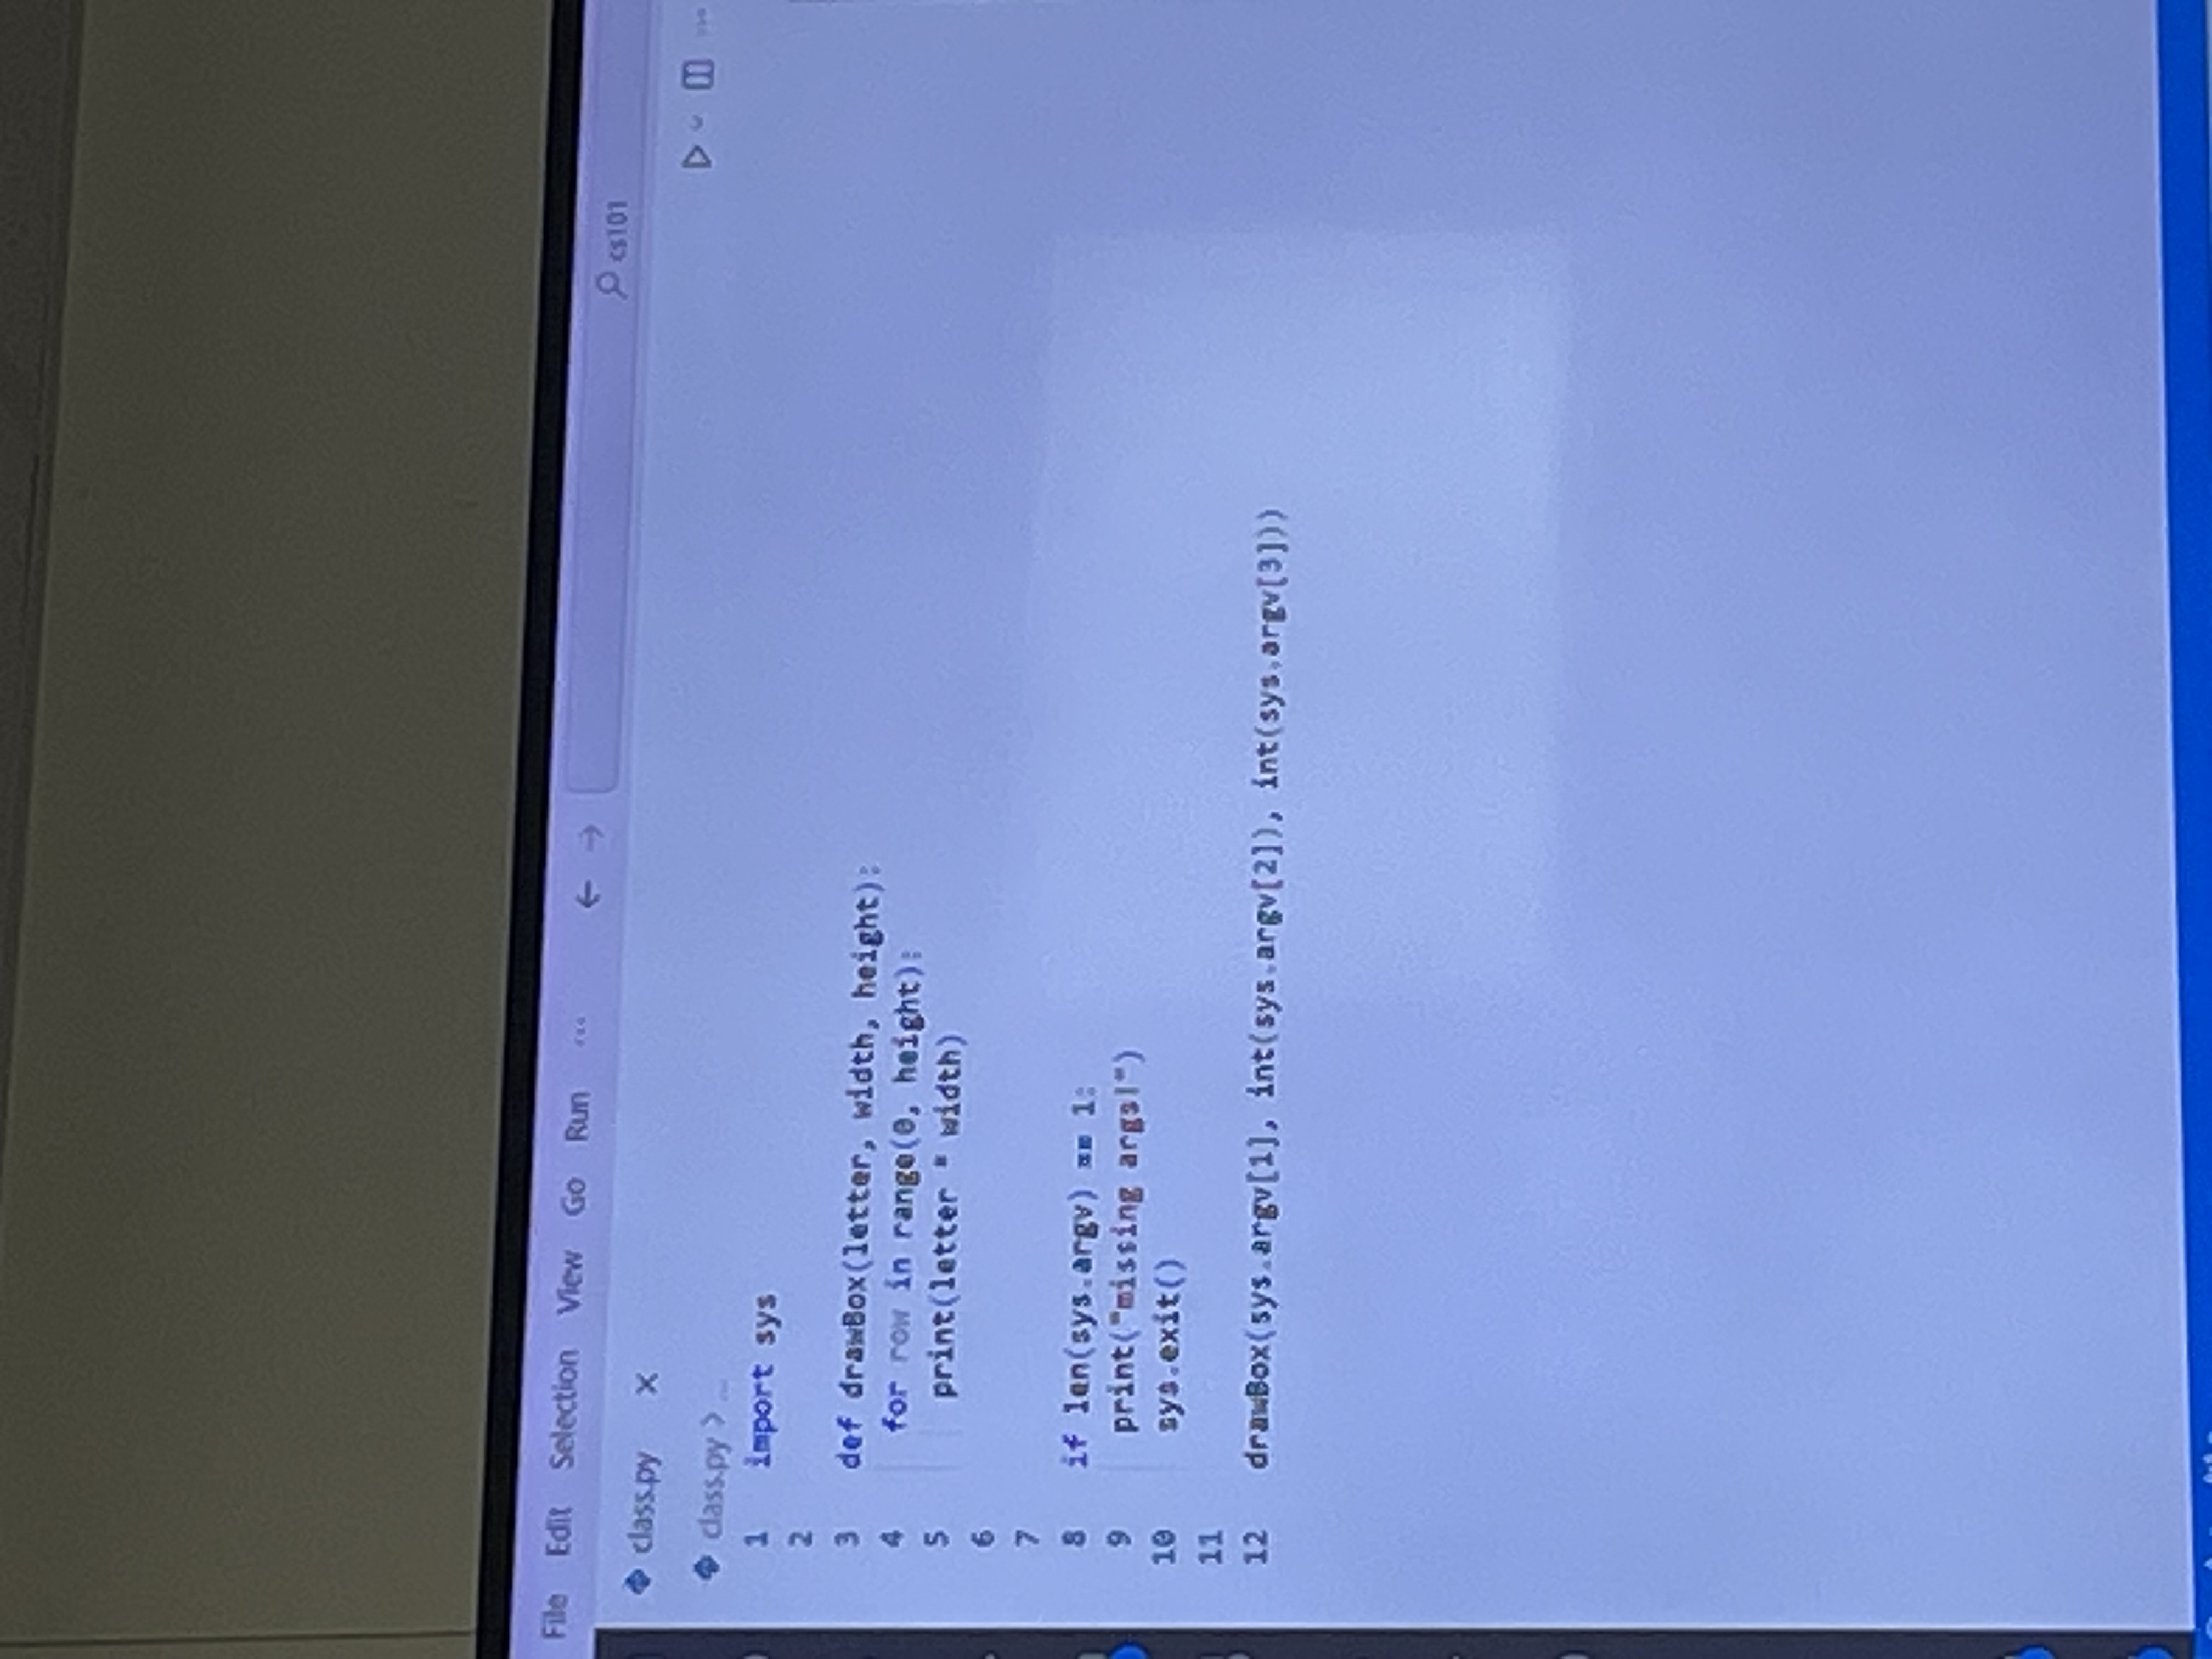 File Edit Selection View Go Run ... ← → cs101
class.py ×
class.py > ...
1 import sys
2
3 def drawBox(letter, width, height):
4   for row in range(0, height):
5     print(letter * width)
6
7
8 if len(sys.argv) == 1:
9   print("missing args!")
10   sys.exit()
11
12 drawBox(sys.argv[1], int(sys.argv[2]), int(sys.argv[3]))